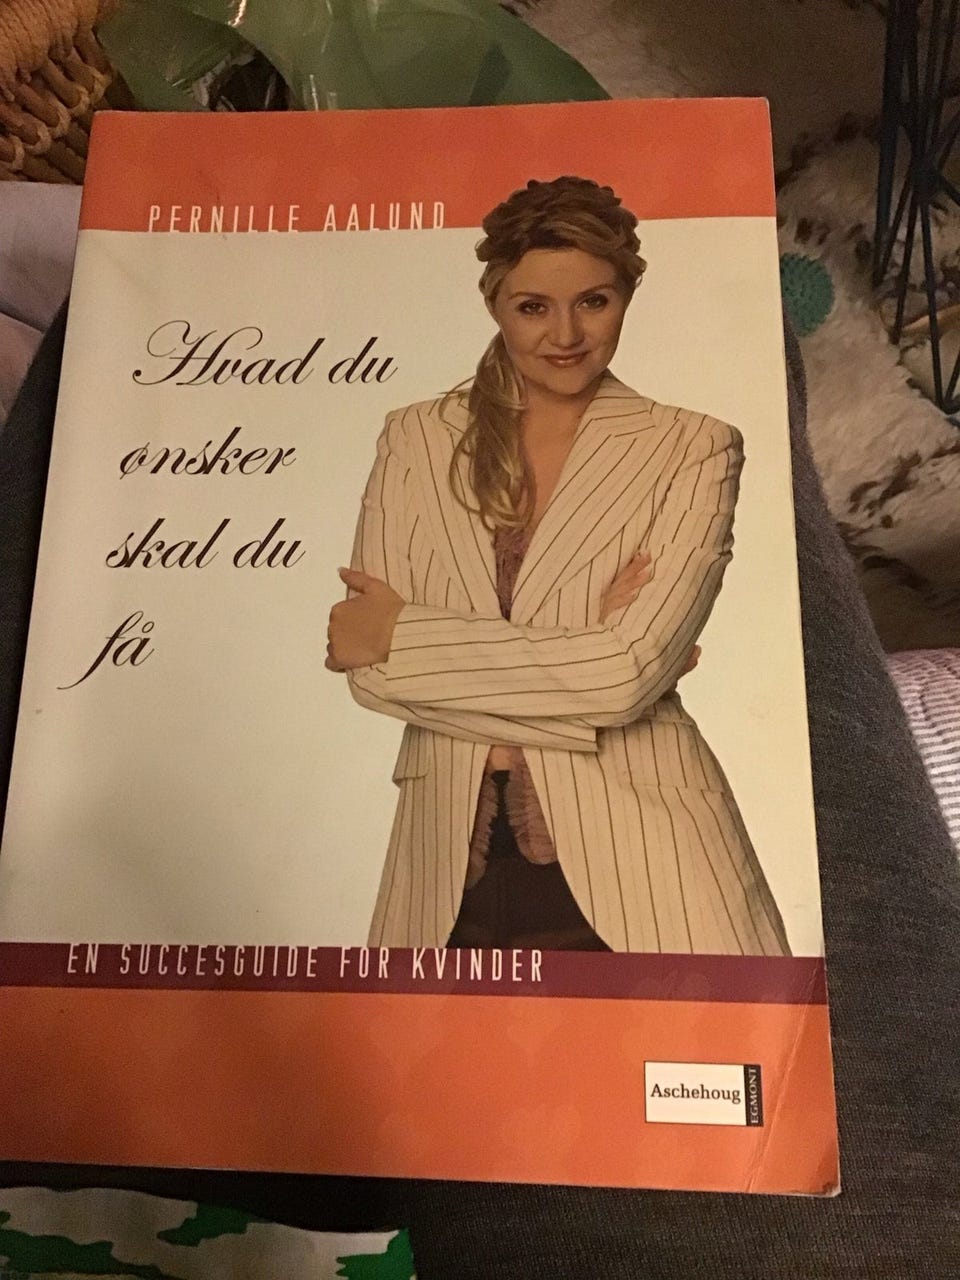 PERNILLE AALUND
Hvad du
ønsker
skal du
få
EN SUCCESGUIDE FOR KVINDER
Aschehoug
EGMONT